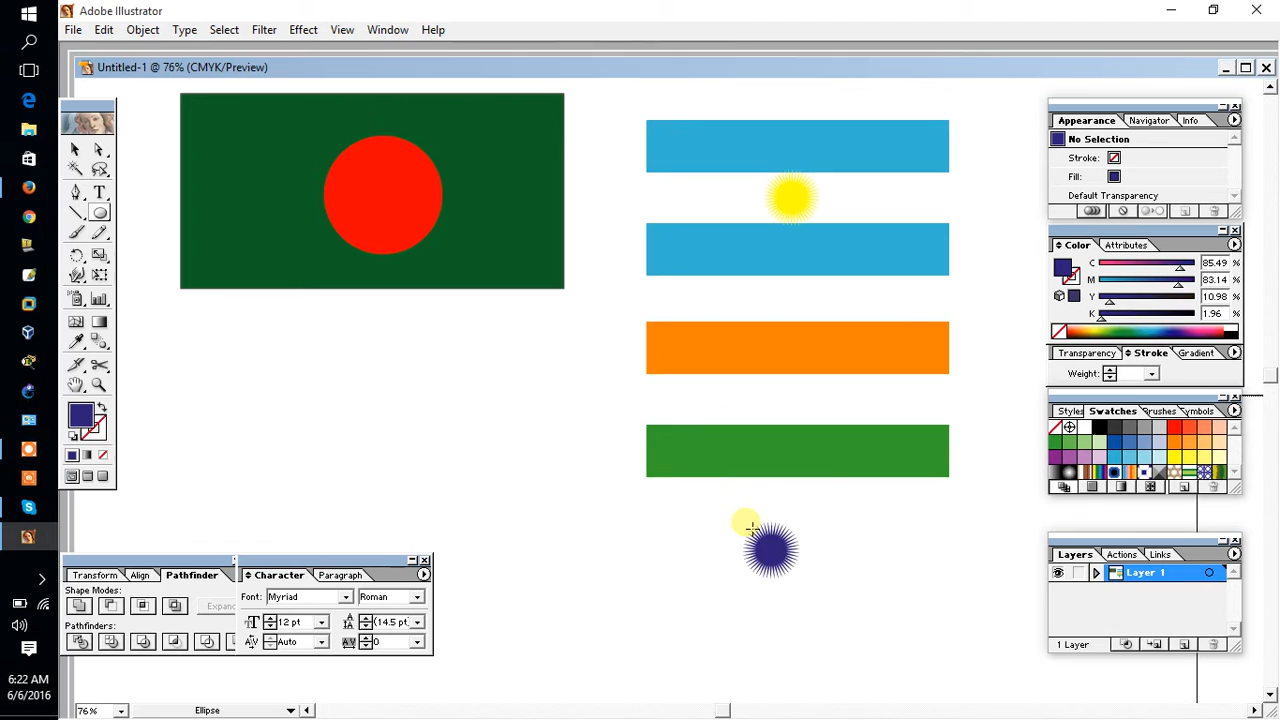 Adobe Illustrator
File Edit Object Type Select Filter Effect View Window Help
Untitled-1 @ 76% (CMYK/Preview)
Appearance Navigator Info
No Selection
Stroke:
Fill:
Default Transparency
Color Attributes
C 85.49 %
M 83.14 %
Y 10.98 %
K 1.96 %
Transparency Stroke Gradient
Weight:
Styles Swatches Brushes Symbols
Layers Actions Links
Layer 1
1 Layer
Transform Align Pathfinder
Shape Modes:
Expand
Pathfinders:
Character Paragraph
Font: Myriad Roman
12 pt (14.5 pt)
Auto 0
6:22 AM
6/6/2016
76% Ellipse